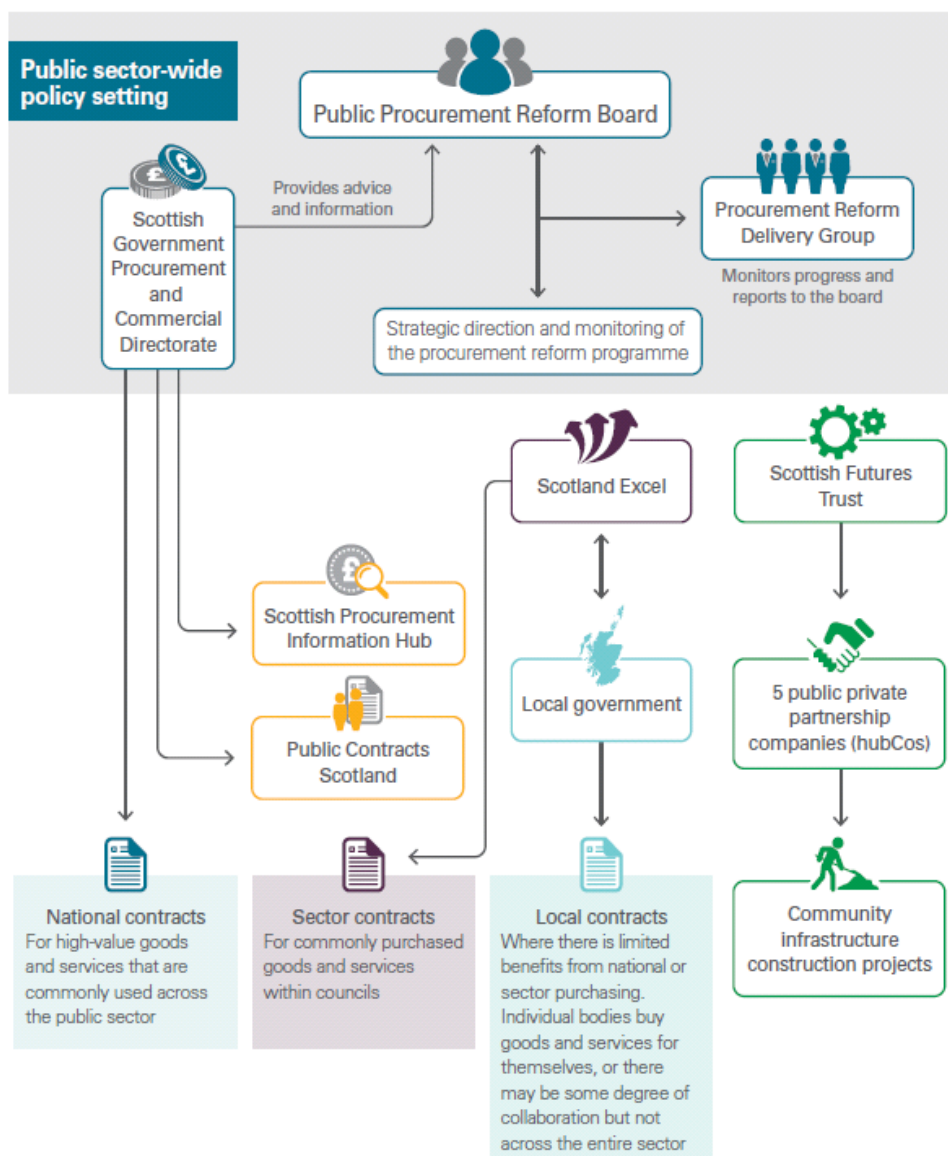 Public sector-wide
policy setting
Public Procurement Reform Board
Provides advice
and information
Scottish
Government
Procurement
and
Commercial
Directorate
Procurement Reform
Delivery Group
Monitors progress and
reports to the board
Strategic direction and monitoring of
the procurement reform programme
Scotland Excel
Scottish Futures
Trust
Scottish Procurement
Information Hub
Local government
5 public private
partnership
companies (hubCos)
Public Contracts
Scotland
National contracts
For high-value goods
and services that are
commonly used across
the public sector
Sector contracts
For commonly purchased
goods and services
within councils
Local contracts
Where there is limited
benefits from national or
sector purchasing.
Individual bodies buy
goods and services for
themselves, or there
may be some degree of
collaboration but not
across the entire sector
Community
infrastructure
construction projects